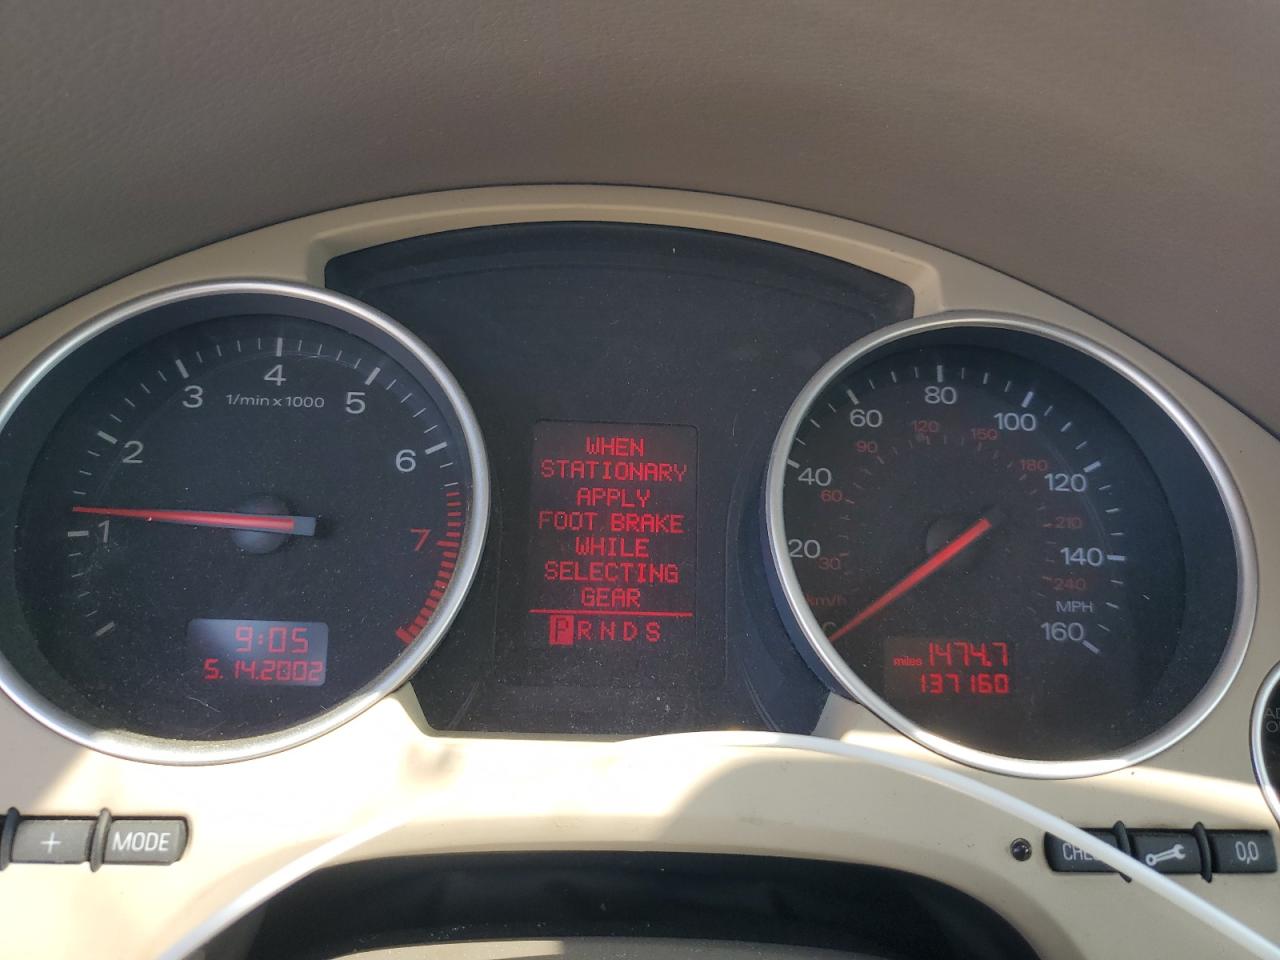 1
2
3
4
5
6
7
1/min x 1000
9:05
5.14.2002
WHEN
STATIONARY
APPLY
FOOT BRAKE
WHILE
SELECTING
GEAR
P R N D S
20
40
60
80
100
120
140
160
MPH
30
60
90
120
150
180
210
240
km/h
miles 1474.7
137160
+
MODE
0,0